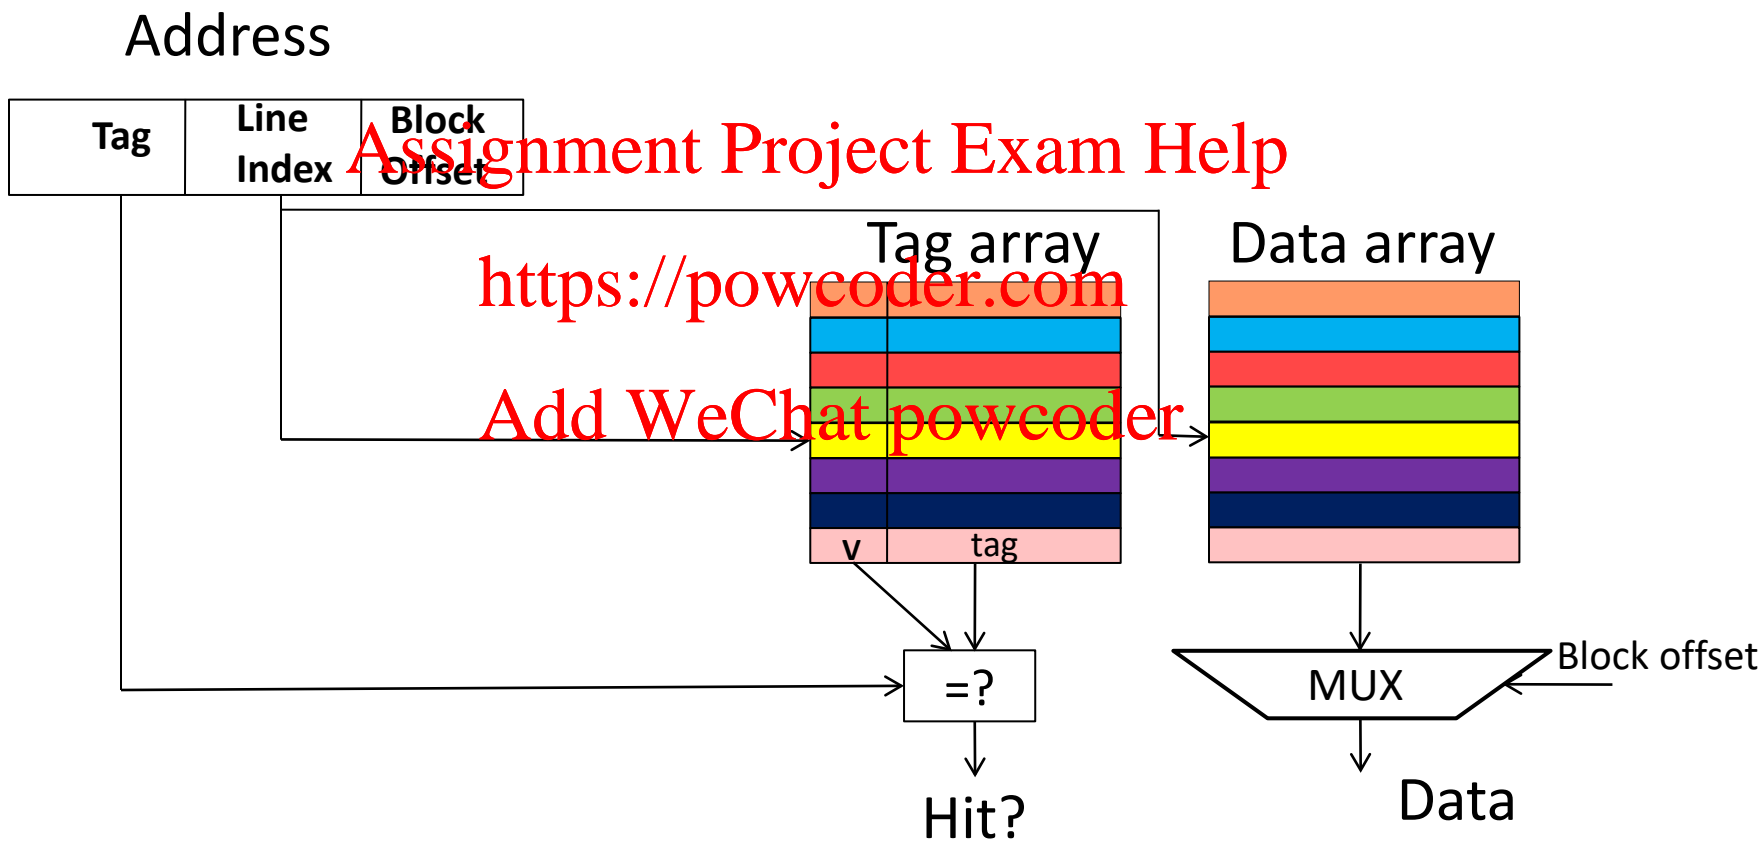 Address
Tag
Line
Index
Block
Offset
Assignment Project Exam Help
Tag array
Data array
https://powcoder.com
Add WeChat powcoder
v
tag
=?
MUX
Block offset
Hit?
Data